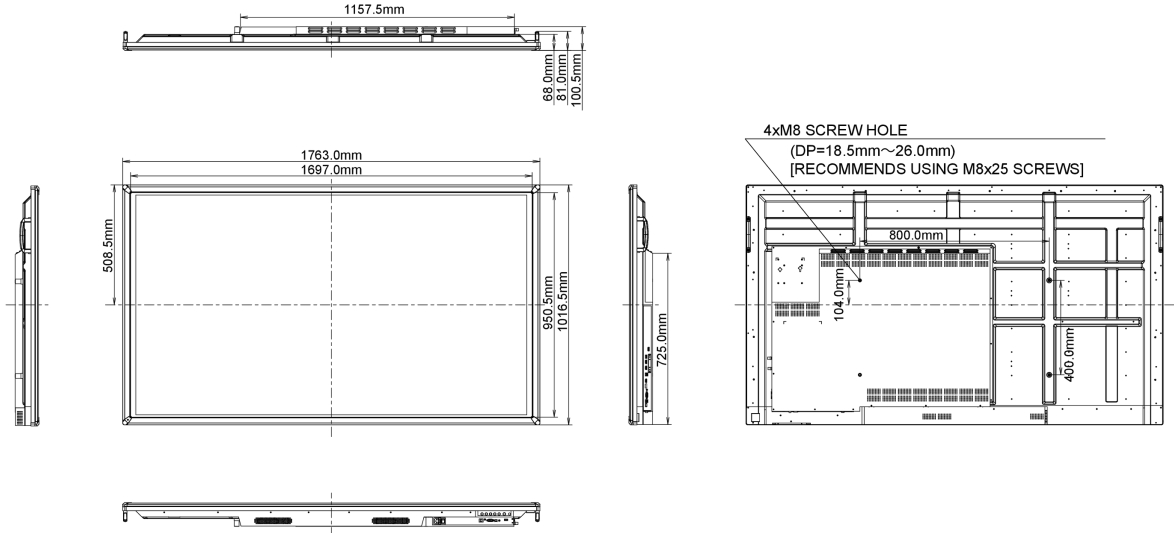 1157.5mm
68.0mm
81.0mm
100.5mm
4xM8 SCREW HOLE
(DP=18.5mm～26.0mm)
[RECOMMENDS USING M8x25 SCREWS]
1763.0mm
1697.0mm
508.5mm
950.5mm
1016.5mm
725.0mm
800.0mm
104.0mm
400.0mm